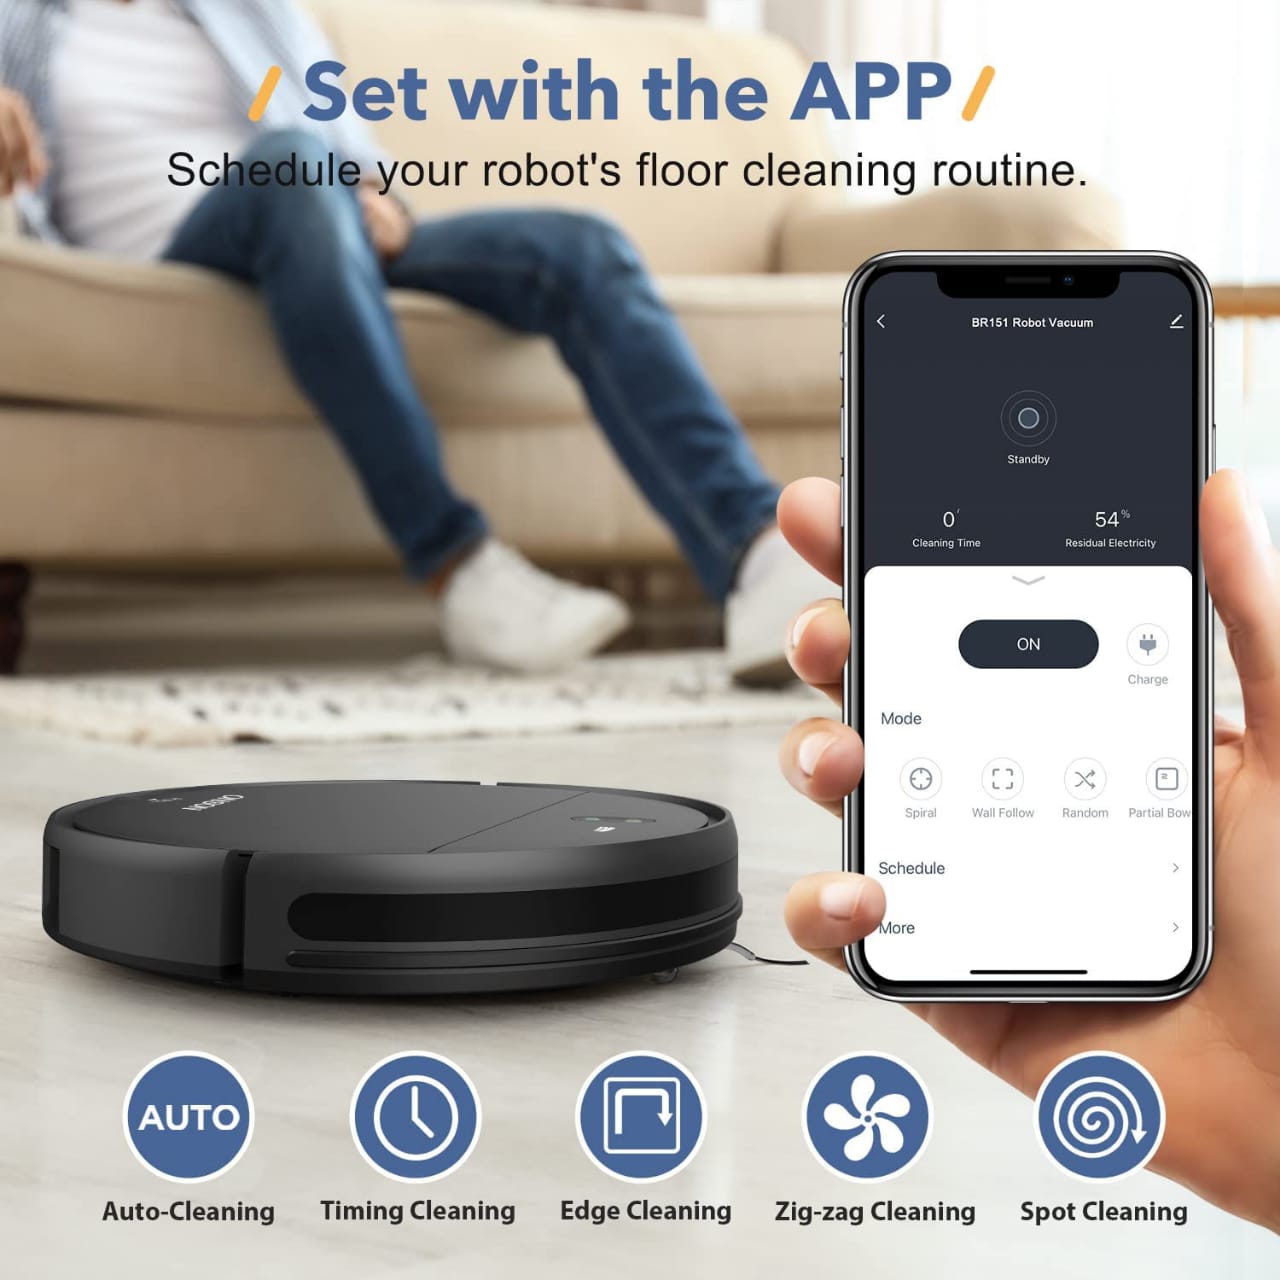 Set with the APP
Schedule your robot's floor cleaning routine.
BR151 Robot Vacuum
Standby
0′
54%
Cleaning Time
Residual Electricity
ON
Charge
Mode
Spiral
Wall Follow
Random
Partial Bow
Schedule
More
ONSON
AUTO
Auto-Cleaning
Timing Cleaning
Edge Cleaning
Zig-zag Cleaning
Spot Cleaning